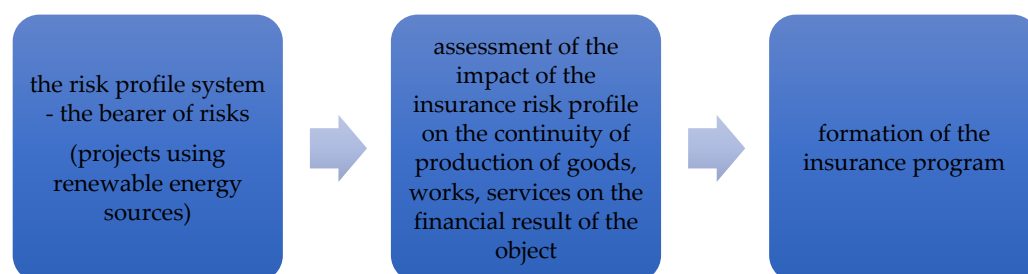 the risk profile system
- the bearer of risks
(projects using
renewable energy
sources)
assessment of the
impact of the
insurance risk profile
on the continuity of
production of goods,
works, services on the
financial result of the
object
formation of the
insurance program